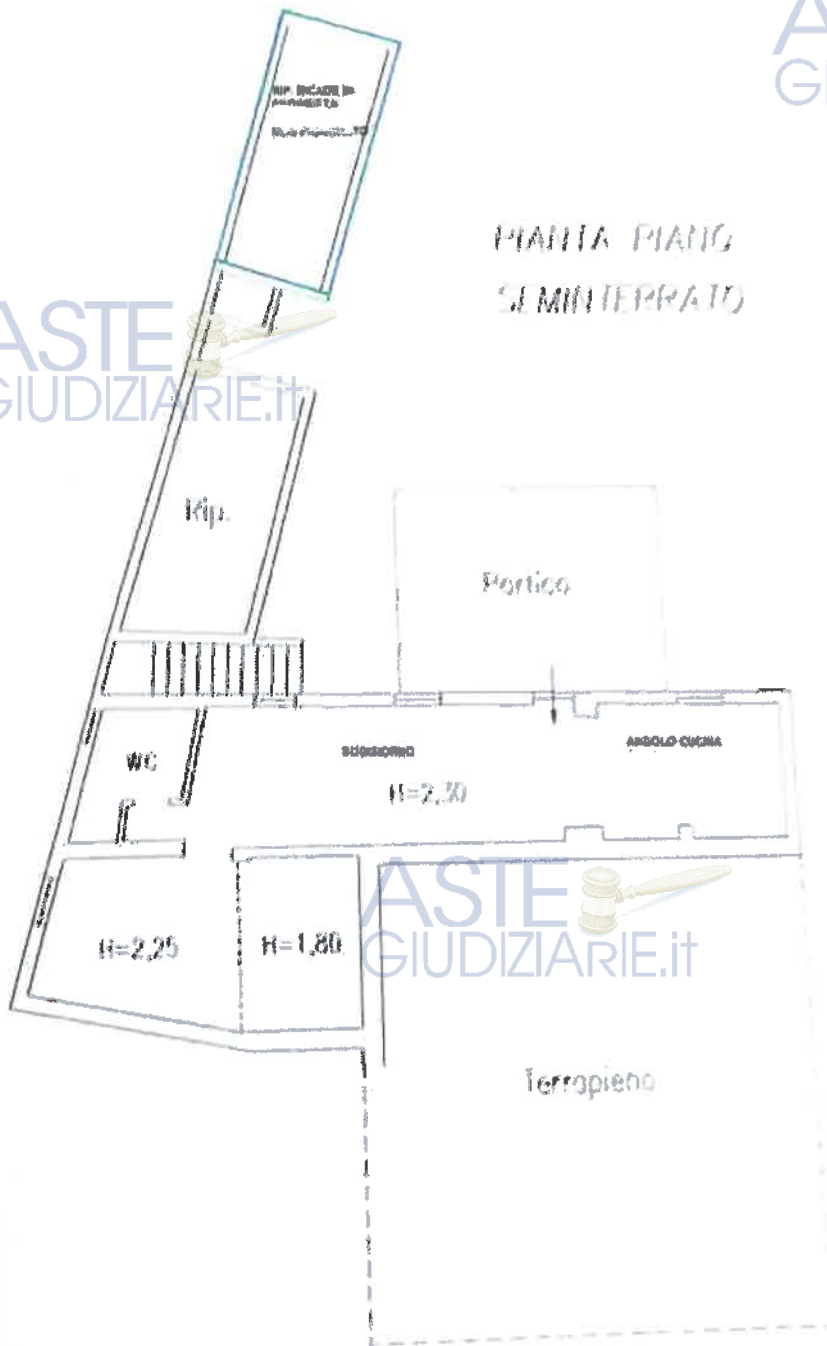 A
GI
PIANTA PIANO
SEMINTERRATO
ASTE
GIUDIZIARIE.it
Rip.
Portico
WC
SOGGIORNO
ANGOLO CUCINA
H=2,30
ASTE
GIUDIZIARIE.it
H=2,25
H=1,80
Terrapieno